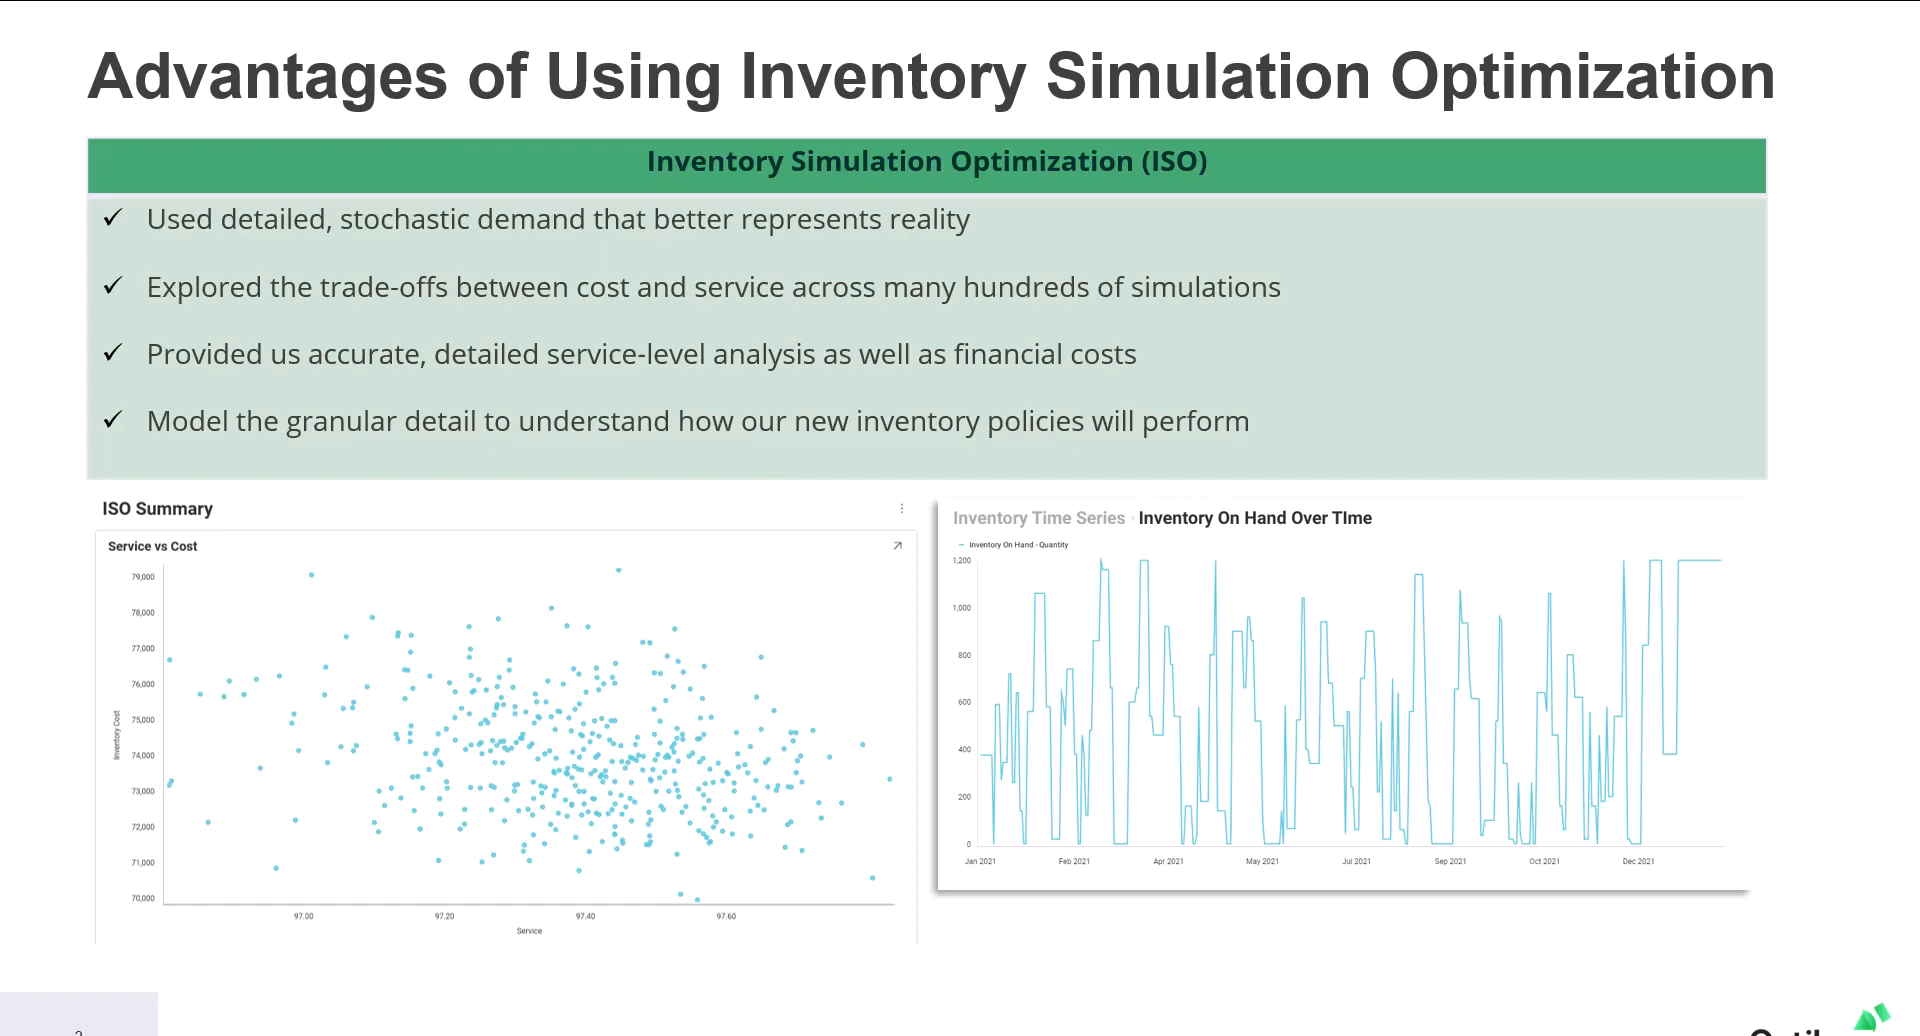 Advantages of Using Inventory Simulation Optimization
Inventory Simulation Optimization (ISO)
✓ Used detailed, stochastic demand that better represents reality
✓ Explored the trade-offs between cost and service across many hundreds of simulations
✓ Provided us accurate, detailed service-level analysis as well as financial costs
✓ Model the granular detail to understand how our new inventory policies will perform
ISO Summary
Service vs Cost
79,000
78,000
77,000
76,000
75,000
74,000
73,000
72,000
71,000
70,000
Inventory Cost
97.00 97.20 97.40 97.60
Service
Inventory Time Series › Inventory On Hand Over TIme
Inventory On Hand - Quantity
1,200
1,000
800
600
400
200
0
Jan 2021 Feb 2021 Apr 2021 May 2021 Jul 2021 Sep 2021 Oct 2021 Dec 2021